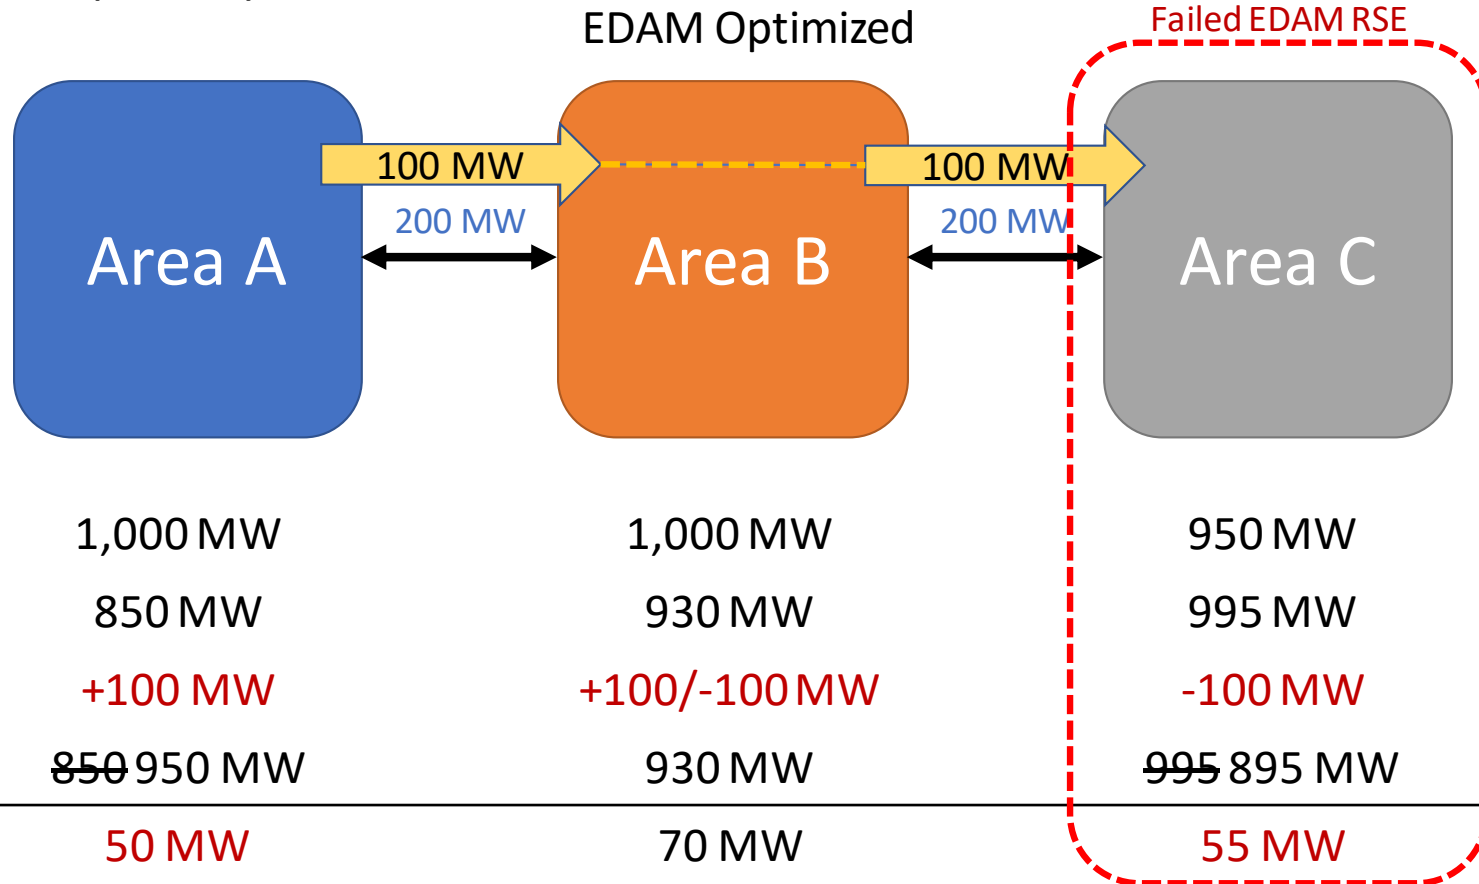 EDAM Optimized
Failed EDAM RSE
100 MW
100 MW
200 MW
200 MW
Area A
Area B
Area C
1,000 MW
1,000 MW
950 MW
850 MW
930 MW
995 MW
+100 MW
+100/-100 MW
-100 MW
850 950 MW
930 MW
995 895 MW
50 MW
70 MW
55 MW